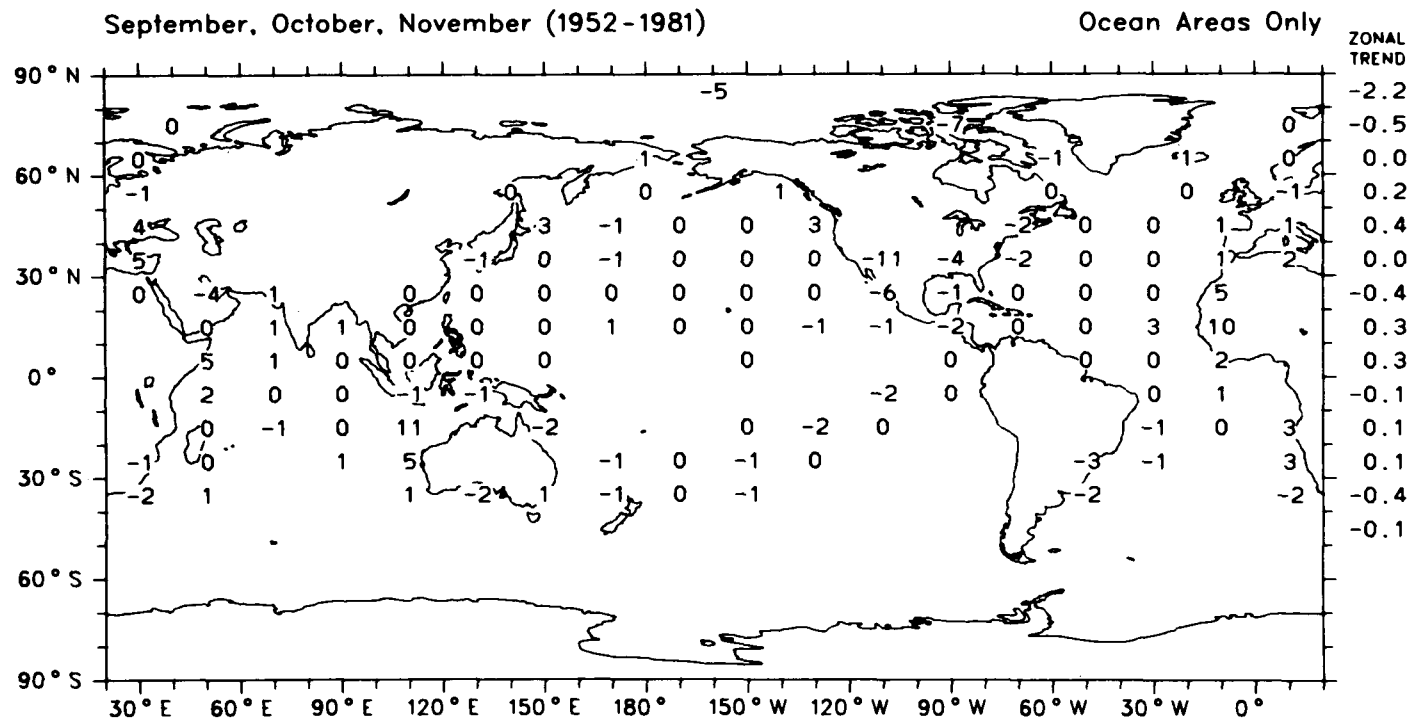 September, October, November (1952-1981) Ocean Areas Only
ZONAL
TREND
90°N -5 -2.2
0 -7 0 -0.5
0 1 -1 1 0 0.0
60°N
-1 0 0 1 0 0 -1 0.2
4 3 -1 0 0 3 -2 0 0 1 1 0.4
5 -1 0 -1 0 0 0 -11 -4 -2 0 0 1 2 0.0
30°N
0 -4 1 0 0 0 0 0 0 0 -6 -1 0 0 0 5 -0.4
0 1 1 0 0 0 1 0 0 -1 -1 -2 0 0 3 10 0.3
5 1 0 0 0 0 0 0 0 0 2 0.3
0°
2 0 0 -1 -1 -2 0 0 1 -0.1
0 -1 0 11 -2 0 -2 0 -1 0 3 0.1
-1 0 1 5 -1 0 -1 0 -3 -1 3 0.1
30°S
-2 1 1 -2 1 -1 0 -1 -2 -2 -0.4
-0.1
60°S
90°S
30°E 60°E 90°E 120°E 150°E 180° 150°W 120°W 90°W 60°W 30°W 0°